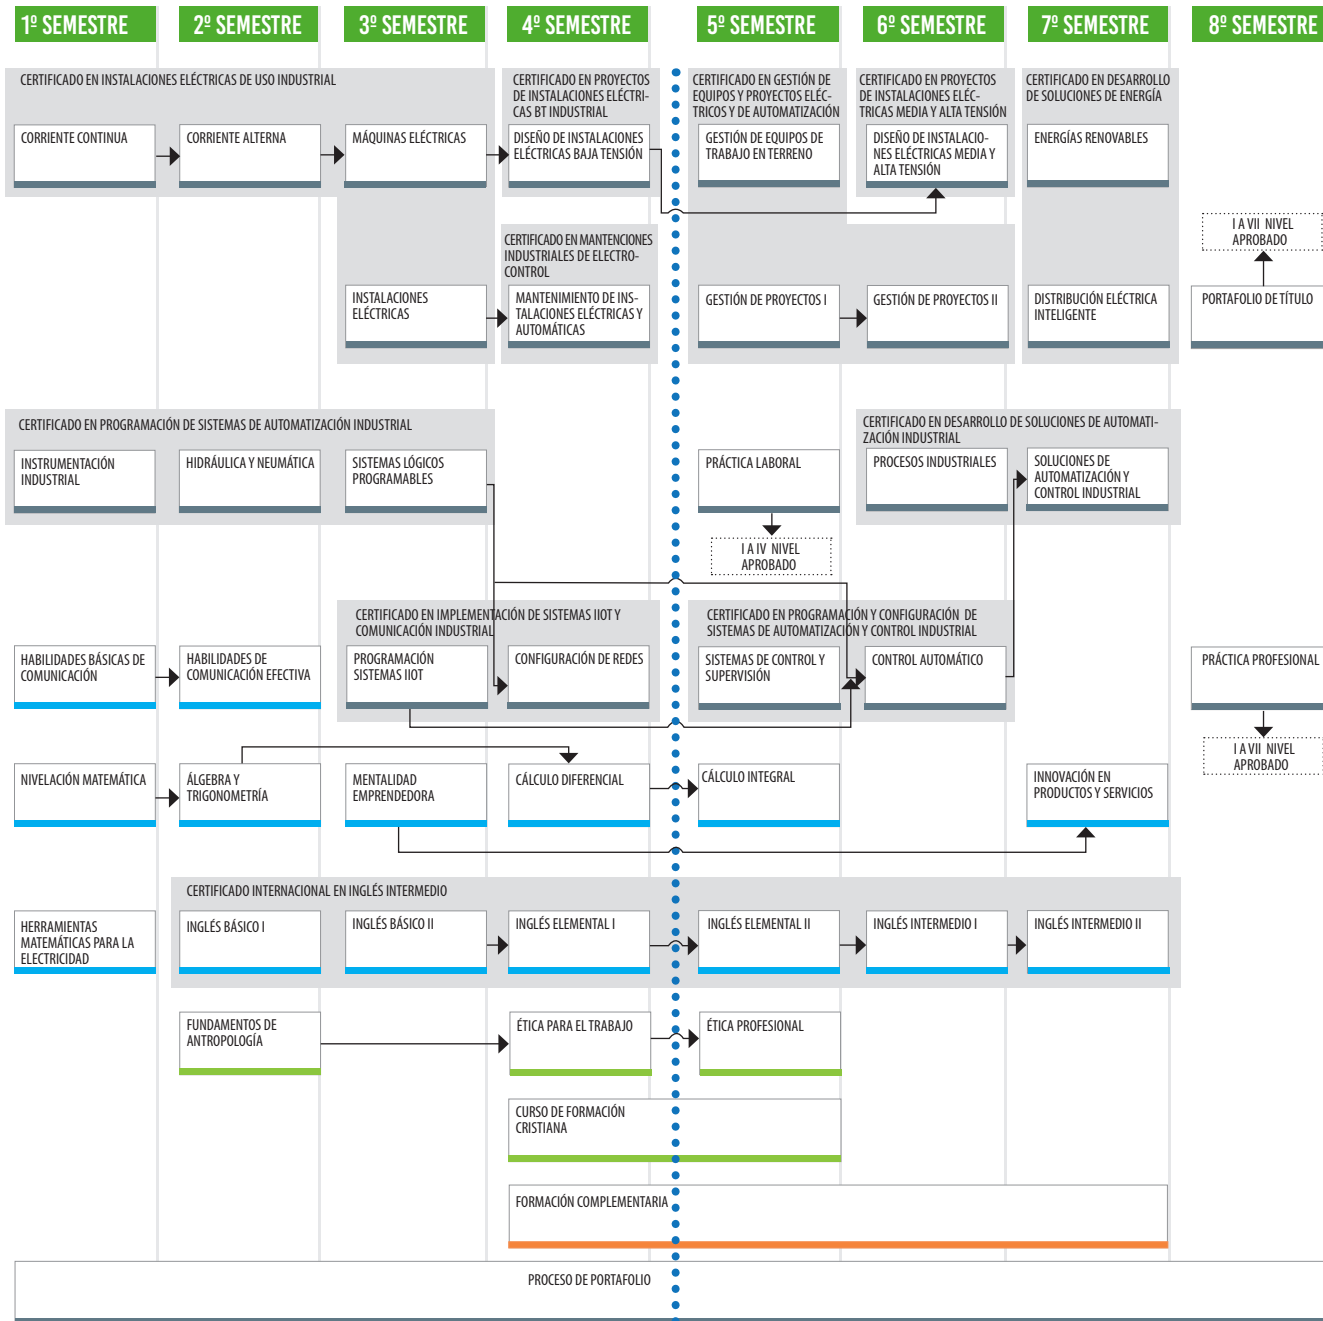 1º SEMESTRE
2º SEMESTRE
3º SEMESTRE
4º SEMESTRE
5º SEMESTRE
6º SEMESTRE
7º SEMESTRE
8º SEMESTRE
CERTIFICADO EN INSTALACIONES ELÉCTRICAS DE USO INDUSTRIAL
CERTIFICADO EN PROYECTOS
DE INSTALACIONES ELÉCTRI-
CAS BT INDUSTRIAL
CERTIFICADO EN GESTIÓN DE
EQUIPOS Y PROYECTOS ELÉC-
TRICOS Y DE AUTOMATIZACIÓN
CERTIFICADO EN PROYECTOS
DE INSTALACIONES ELÉC-
TRICAS MEDIA Y ALTA TENSIÓN
CERTIFICADO EN DESARROLLO
DE SOLUCIONES DE ENERGÍA
CORRIENTE CONTINUA
CORRIENTE ALTERNA
MÁQUINAS ELÉCTRICAS
DISEÑO DE INSTALACIONES
ELÉCTRICAS BAJA TENSIÓN
GESTIÓN DE EQUIPOS DE
TRABAJO EN TERRENO
DISEÑO DE INSTALACIO-
NES ELÉCTRICAS MEDIA Y
ALTA TENSIÓN
ENERGÍAS RENOVABLES
I A VII NIVEL
APROBADO
CERTIFICADO EN MANTENCIONES
INDUSTRIALES DE ELECTRO-
CONTROL
INSTALACIONES
ELÉCTRICAS
MANTENIMIENTO DE INS-
TALACIONES ELÉCTRICAS Y
AUTOMÁTICAS
GESTIÓN DE PROYECTOS I
GESTIÓN DE PROYECTOS II
DISTRIBUCIÓN ELÉCTRICA
INTELIGENTE
PORTAFOLIO DE TÍTULO
CERTIFICADO EN PROGRAMACIÓN DE SISTEMAS DE AUTOMATIZACIÓN INDUSTRIAL
CERTIFICADO EN DESARROLLO DE SOLUCIONES DE AUTOMATI-
ZACIÓN INDUSTRIAL
INSTRUMENTACIÓN
INDUSTRIAL
HIDRÁULICA Y NEUMÁTICA
SISTEMAS LÓGICOS
PROGRAMABLES
PRÁCTICA LABORAL
PROCESOS INDUSTRIALES
SOLUCIONES DE
AUTOMATIZACIÓN Y
CONTROL INDUSTRIAL
I A IV NIVEL
APROBADO
CERTIFICADO EN IMPLEMENTACIÓN DE SISTEMAS IIOT Y
COMUNICACIÓN INDUSTRIAL
CERTIFICADO EN PROGRAMACIÓN Y CONFIGURACIÓN DE
SISTEMAS DE AUTOMATIZACIÓN Y CONTROL INDUSTRIAL
HABILIDADES BÁSICAS DE
COMUNICACIÓN
HABILIDADES DE
COMUNICACIÓN EFECTIVA
PROGRAMACIÓN
SISTEMAS IIOT
CONFIGURACIÓN DE REDES
SISTEMAS DE CONTROL Y
SUPERVISIÓN
CONTROL AUTOMÁTICO
PRÁCTICA PROFESIONAL
I A VII NIVEL
APROBADO
NIVELACIÓN MATEMÁTICA
ÁLGEBRA Y
TRIGONOMETRÍA
MENTALIDAD
EMPRENDEDORA
CÁLCULO DIFERENCIAL
CÁLCULO INTEGRAL
INNOVACIÓN EN
PRODUCTOS Y SERVICIOS
CERTIFICADO INTERNACIONAL EN INGLÉS INTERMEDIO
HERRAMIENTAS
MATEMÁTICAS PARA LA
ELECTRICIDAD
INGLÉS BÁSICO I
INGLÉS BÁSICO II
INGLÉS ELEMENTAL I
INGLÉS ELEMENTAL II
INGLÉS INTERMEDIO I
INGLÉS INTERMEDIO II
FUNDAMENTOS DE
ANTROPOLOGÍA
ÉTICA PARA EL TRABAJO
ÉTICA PROFESIONAL
CURSO DE FORMACIÓN
CRISTIANA
FORMACIÓN COMPLEMENTARIA
PROCESO DE PORTAFOLIO